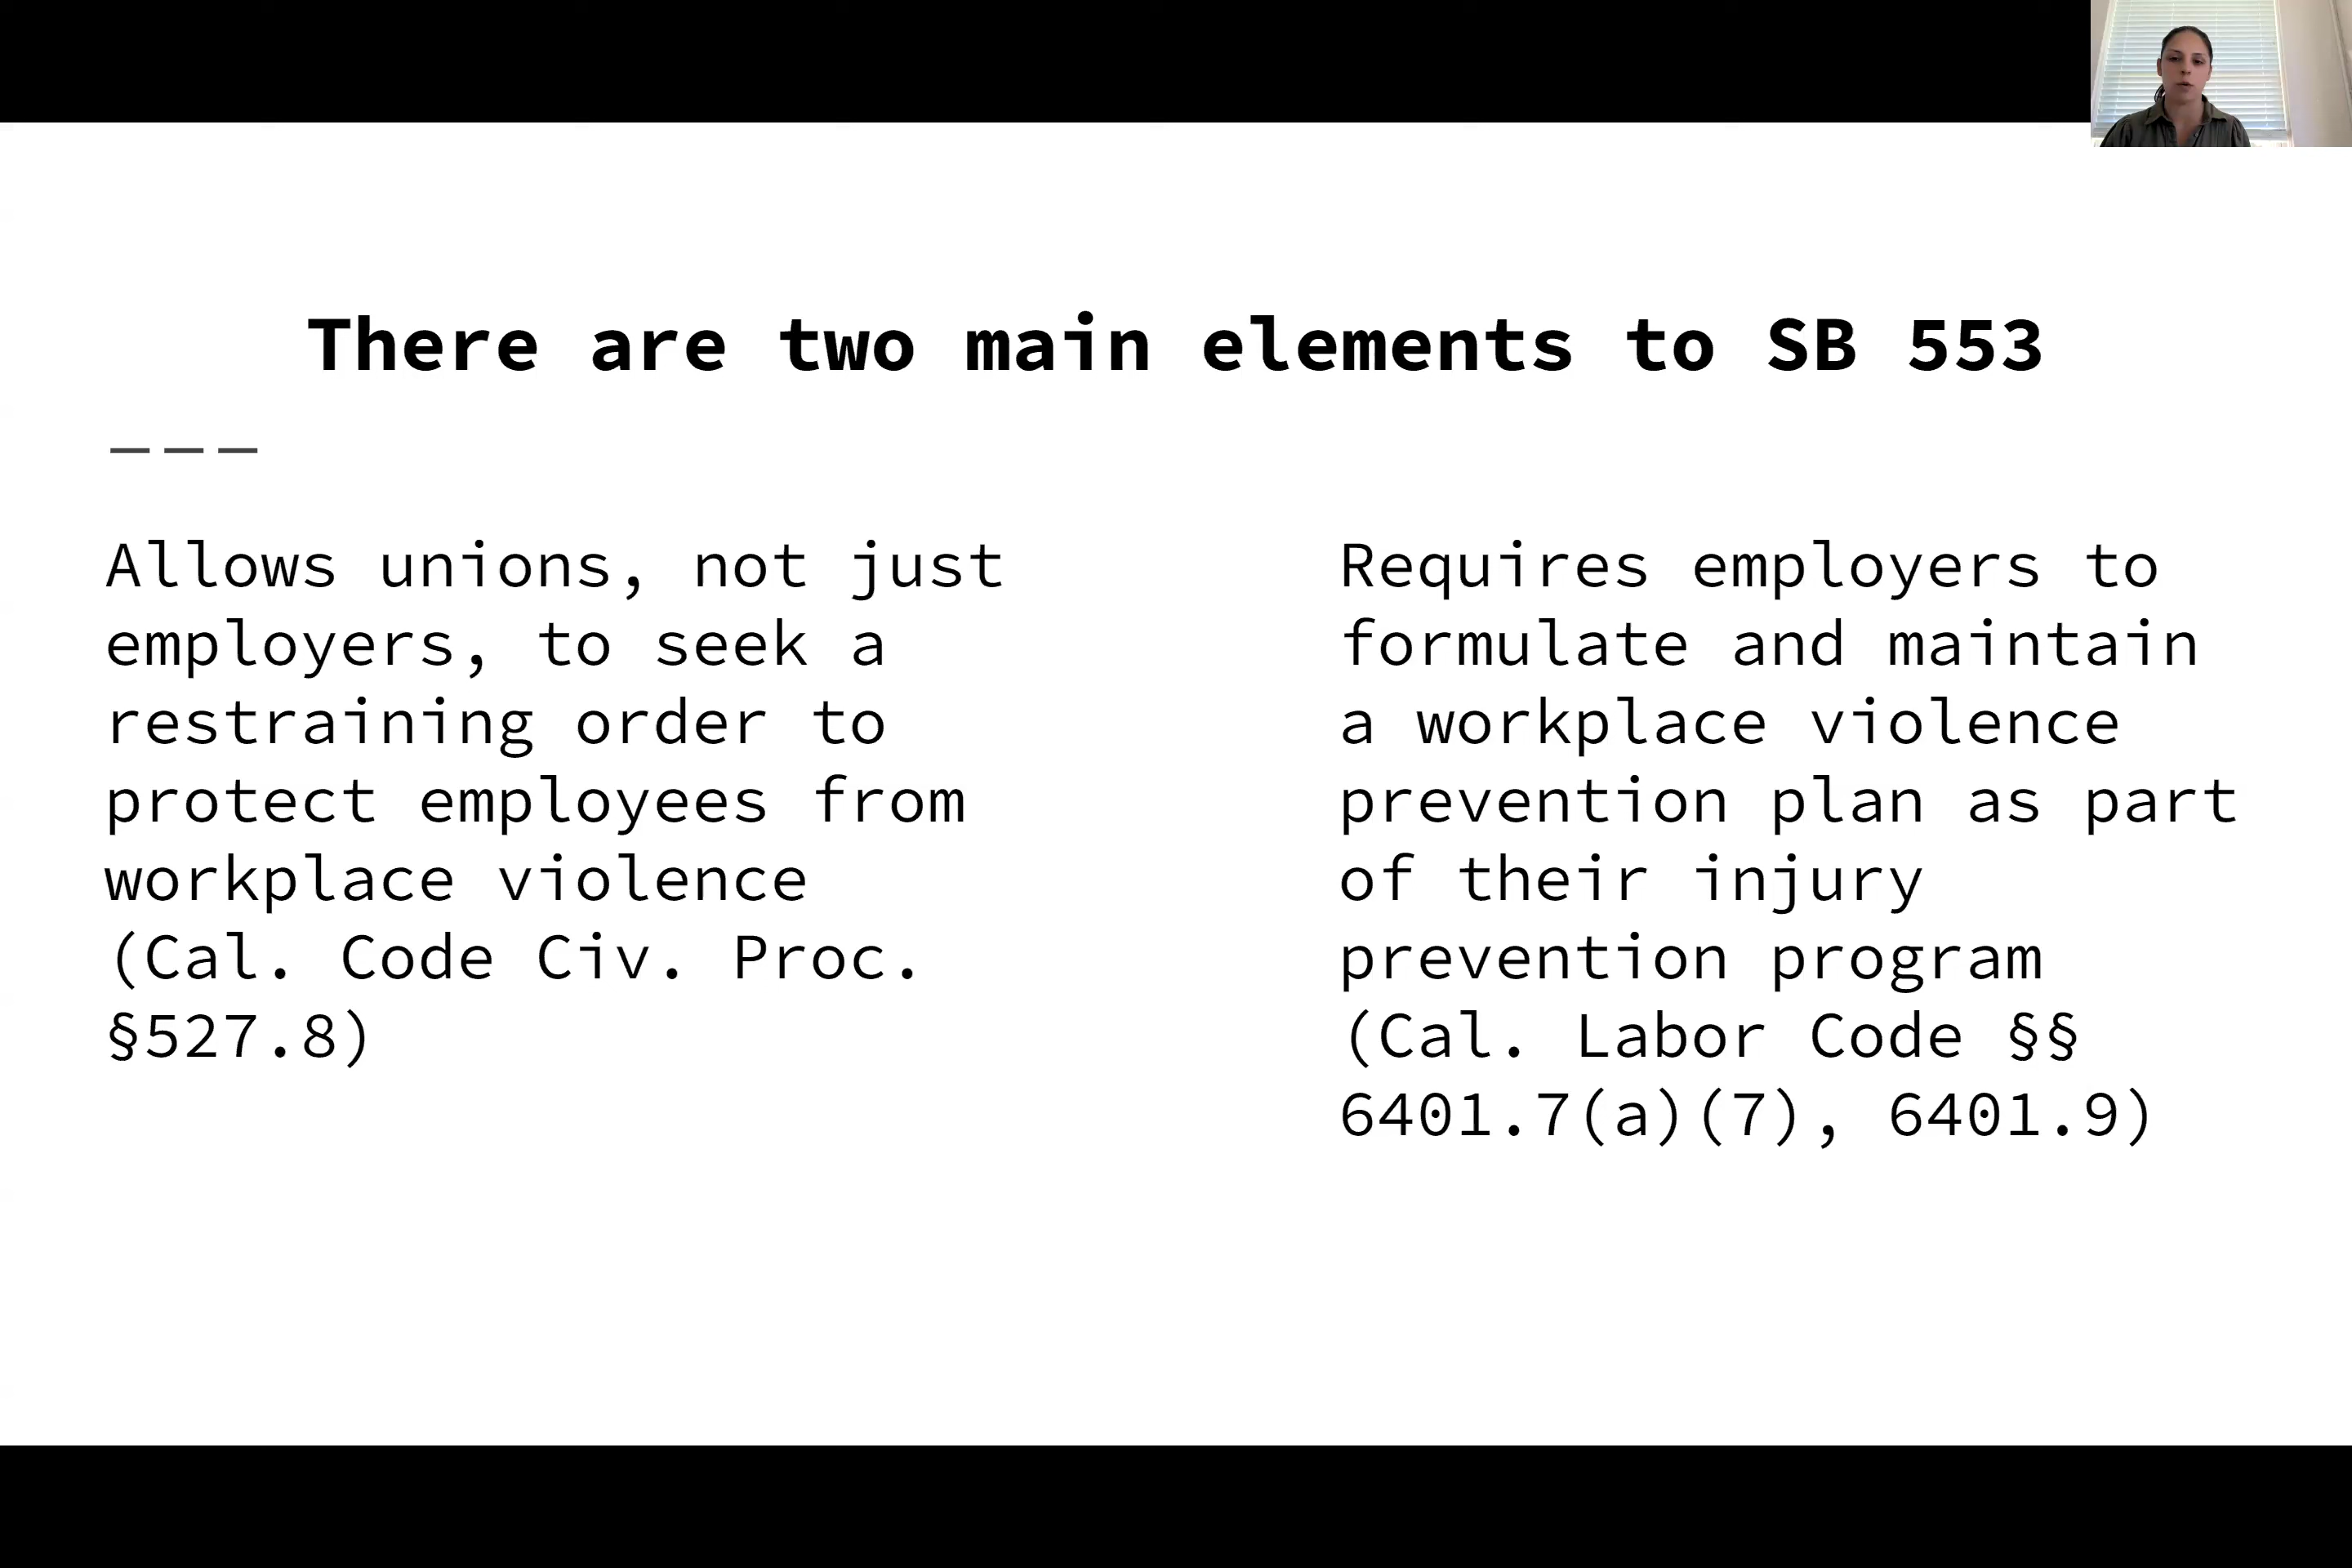 There are two main elements to SB 553
Allows unions, not just
employers, to seek a
restraining order to
protect employees from
workplace violence
(Cal. Code Civ. Proc.
§527.8)
Requires employers to
formulate and maintain
a workplace violence
prevention plan as part
of their injury
prevention program
(Cal. Labor Code §§
6401.7(a)(7), 6401.9)